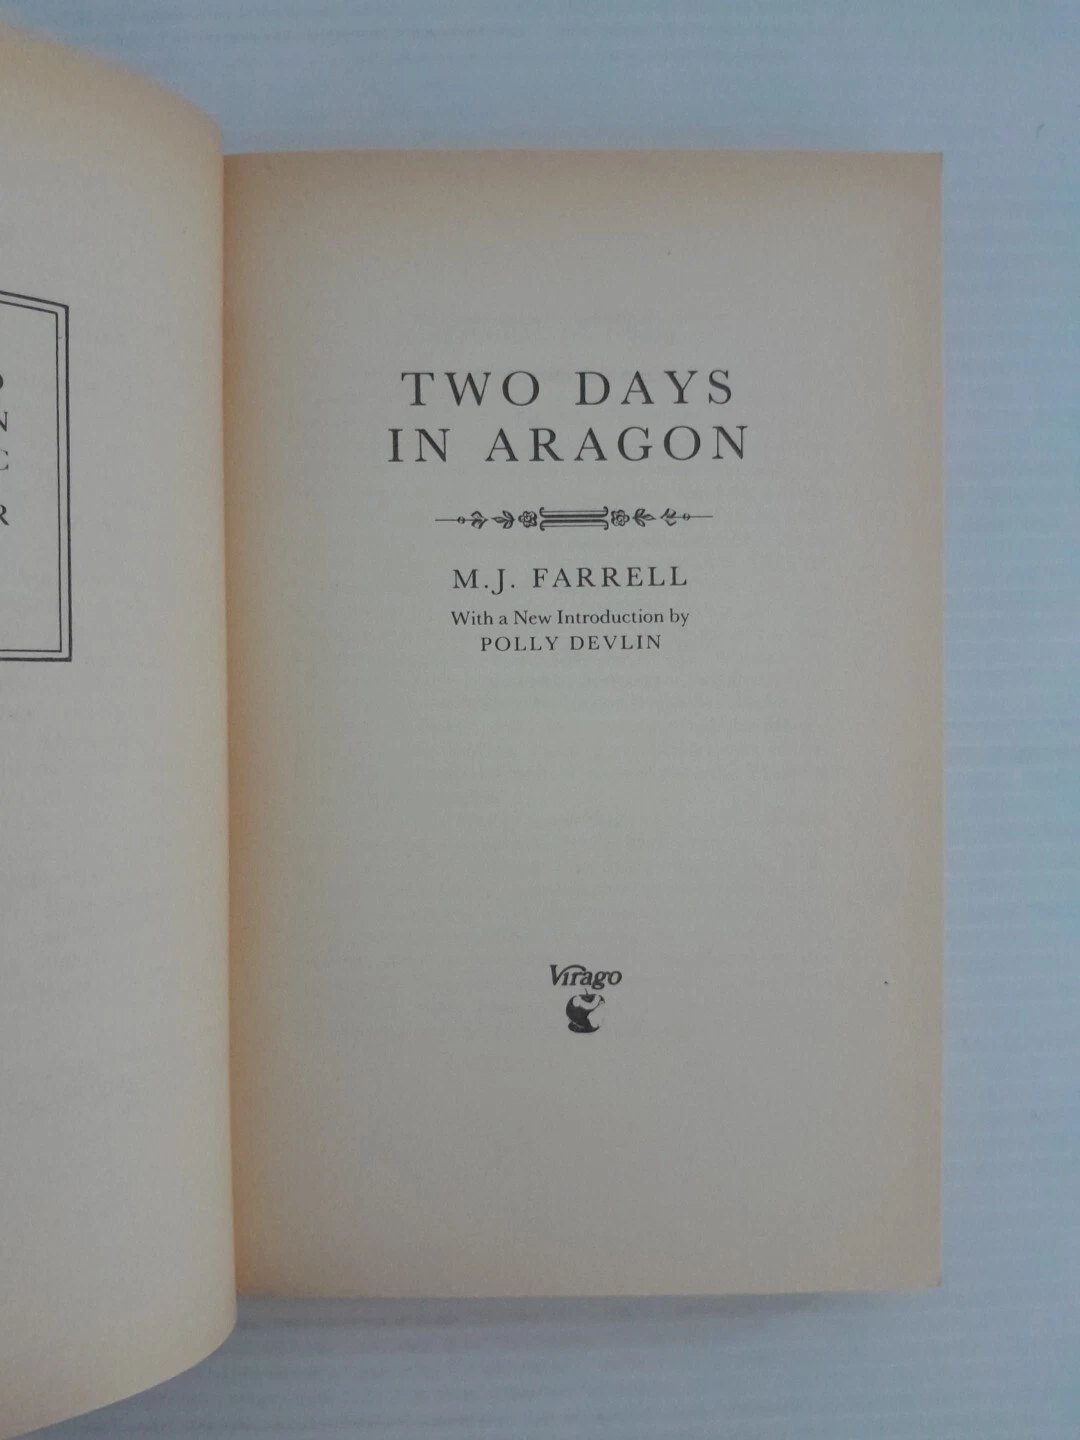 TWO DAYS
IN ARAGON
M.J. FARRELL
With a New Introduction by
POLLY DEVLIN
Virago